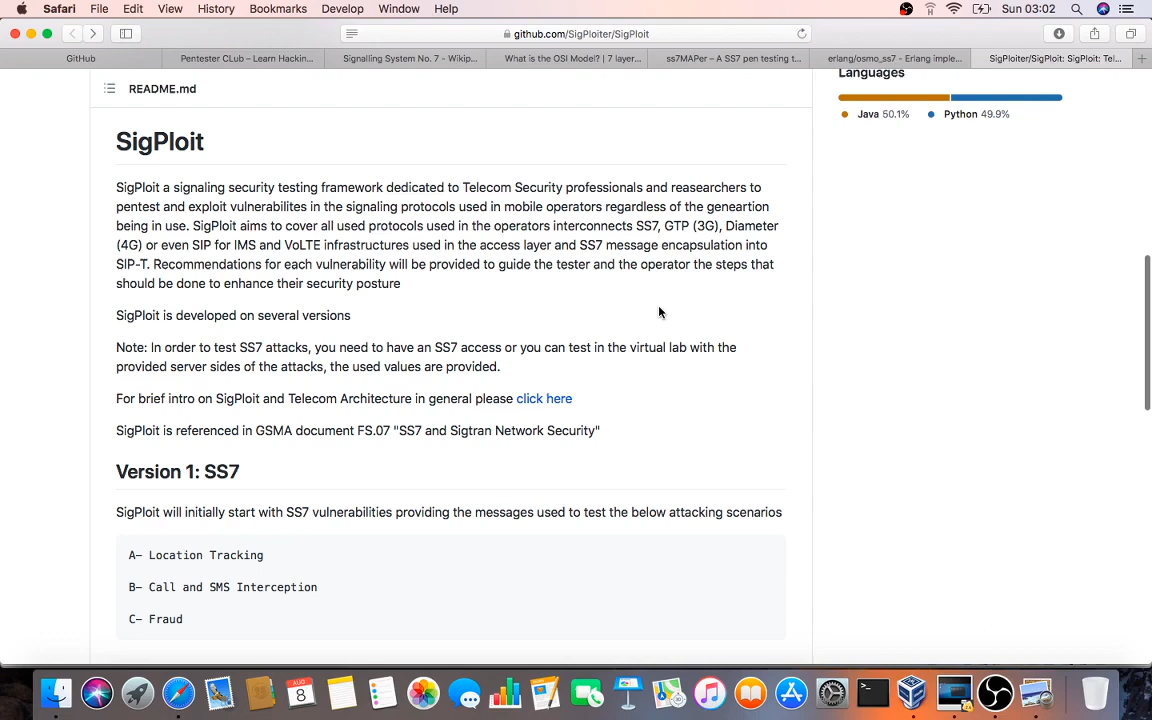 Safari File Edit View History Bookmarks Develop Window Help Sun 03:02
github.com/SigPloiter/SigPloit
GitHub Pentester CLub – Learn Hackin... Signalling System No. 7 - Wikip... What is the OSI Model? | 7 layer... ss7MAPer – A SS7 pen testing t... erlang/osmo_ss7 - Erlang imple... SigPloiter/SigPloit: SigPloit: Tel...
README.md
Languages
Java 50.1% Python 49.9%
SigPloit
SigPloit a signaling security testing framework dedicated to Telecom Security professionals and reasearchers to
pentest and exploit vulnerabilites in the signaling protocols used in mobile operators regardless of the geneartion
being in use. SigPloit aims to cover all used protocols used in the operators interconnects SS7, GTP (3G), Diameter
(4G) or even SIP for IMS and VoLTE infrastructures used in the access layer and SS7 message encapsulation into
SIP-T. Recommendations for each vulnerability will be provided to guide the tester and the operator the steps that
should be done to enhance their security posture
SigPloit is developed on several versions
Note: In order to test SS7 attacks, you need to have an SS7 access or you can test in the virtual lab with the
provided server sides of the attacks, the used values are provided.
For brief intro on SigPloit and Telecom Architecture in general please click here
SigPloit is referenced in GSMA document FS.07 "SS7 and Sigtran Network Security"
Version 1: SS7
SigPloit will initially start with SS7 vulnerabilities providing the messages used to test the below attacking scenarios
A- Location Tracking
B- Call and SMS Interception
C- Fraud
AUG
8